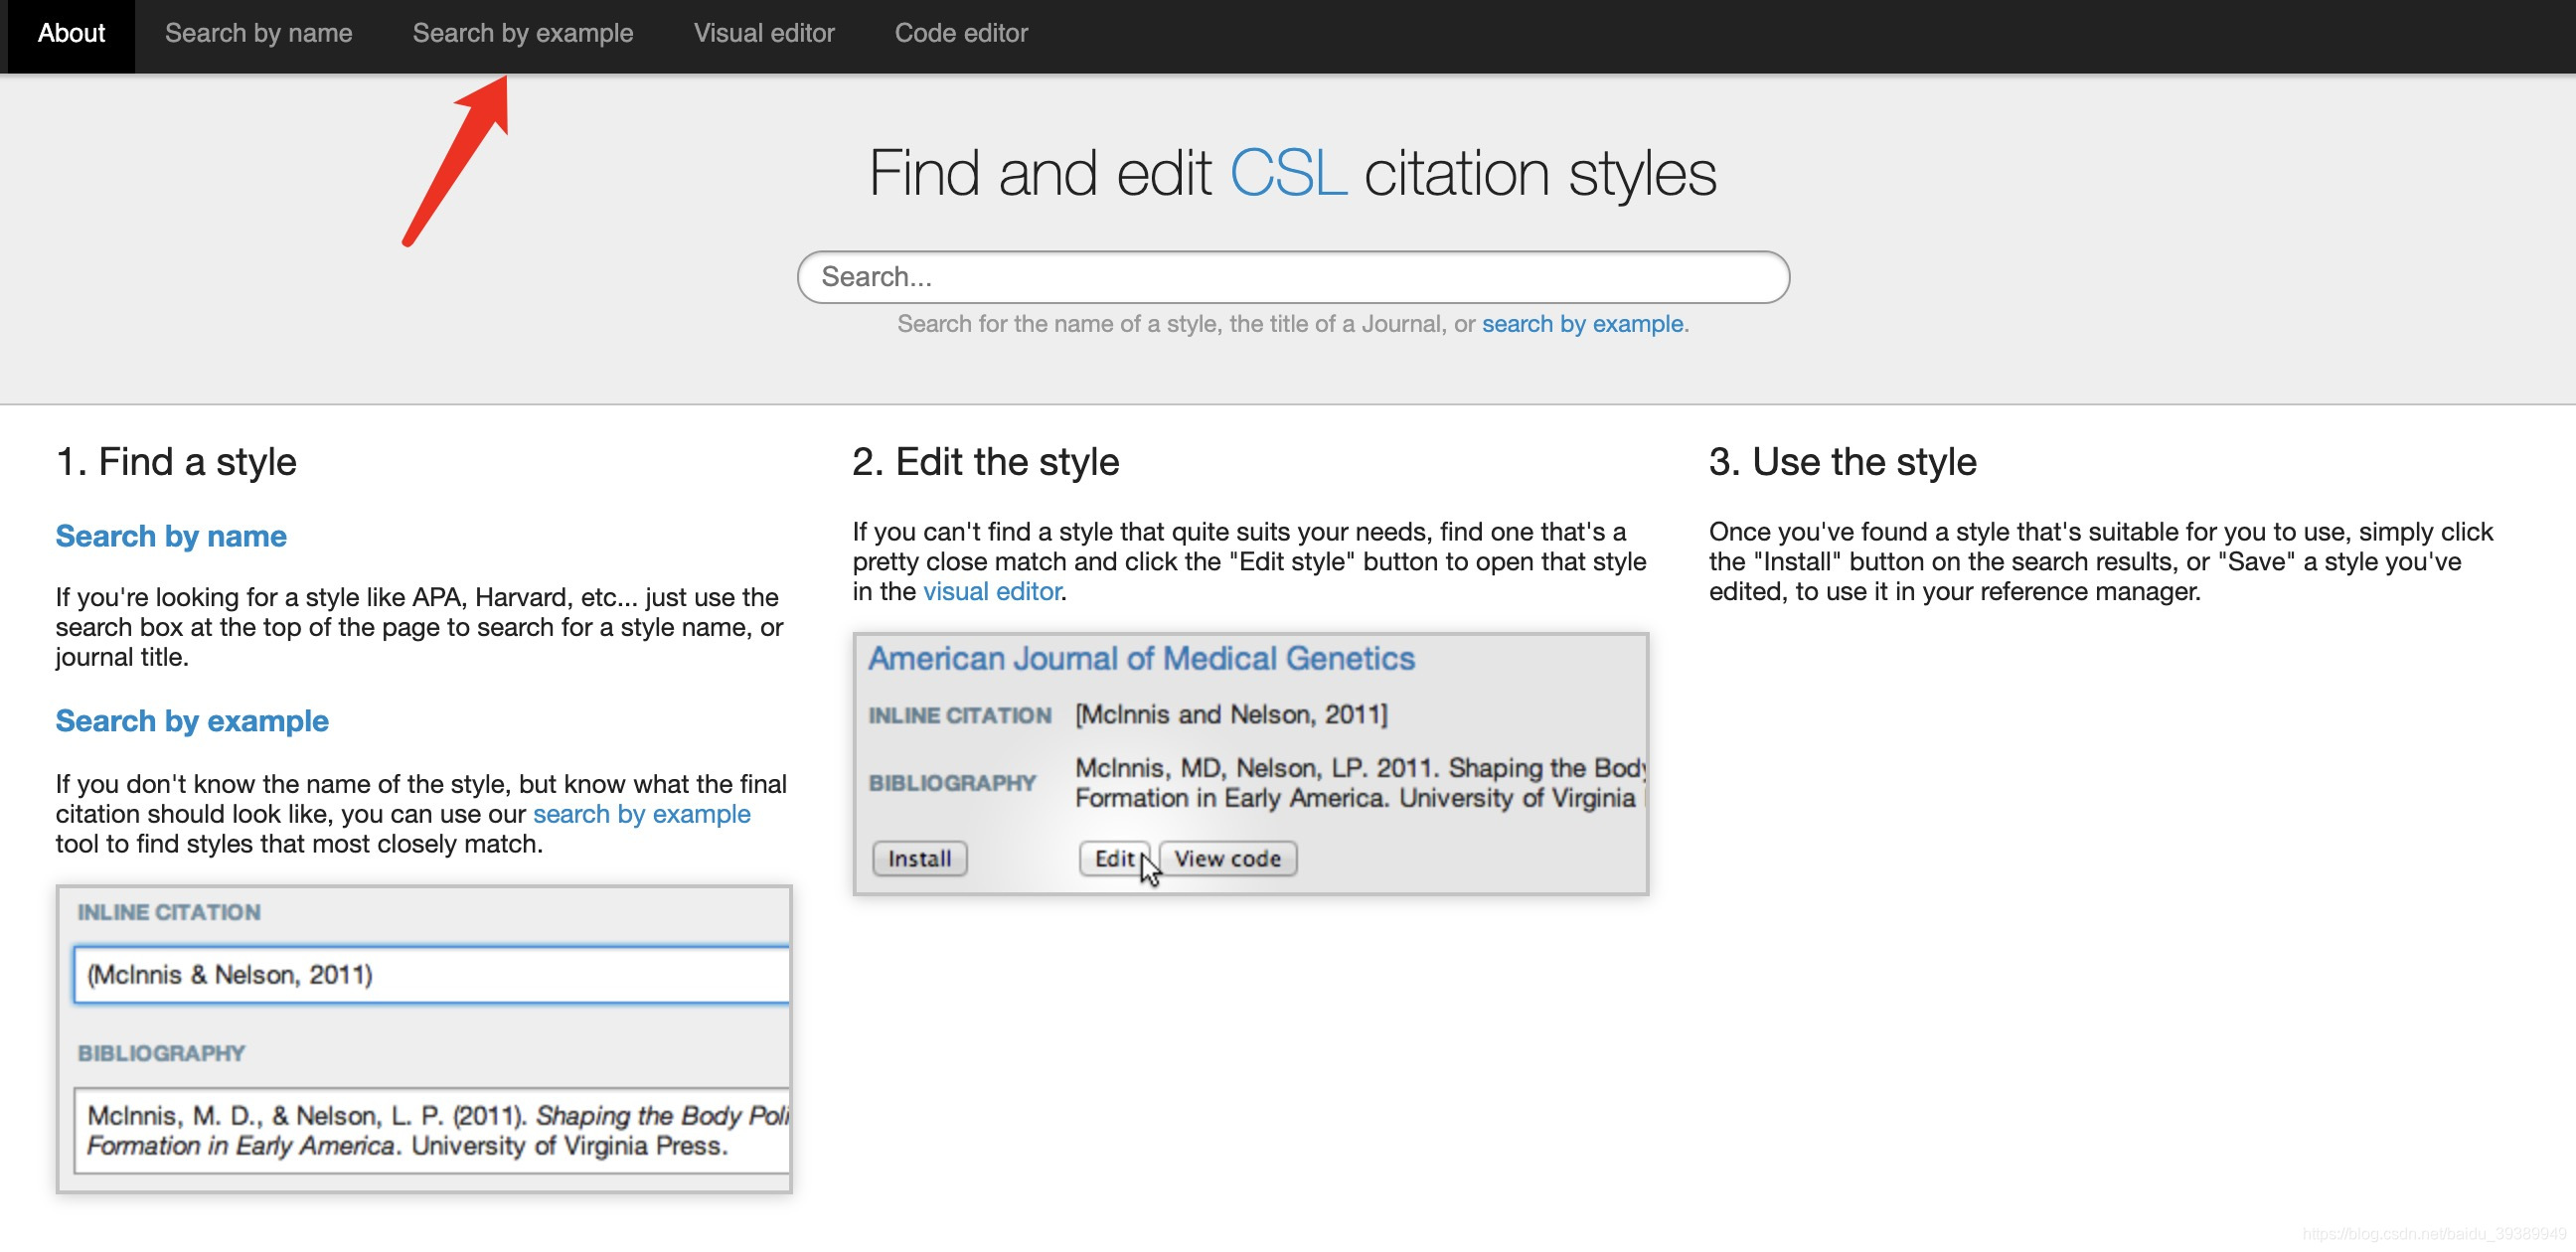 About
Search by name
Search by example
Visual editor
Code editor
Find and edit CSL citation styles
Search...
Search for the name of a style, the title of a Journal, or search by example.
1. Find a style
Search by name
If you're looking for a style like APA, Harvard, etc... just use the
search box at the top of the page to search for a style name, or
journal title.
Search by example
If you don't know the name of the style, but know what the final
citation should look like, you can use our search by example
tool to find styles that most closely match.
INLINE CITATION
(McInnis & Nelson, 2011)
BIBLIOGRAPHY
McInnis, M. D., & Nelson, L. P. (2011). Shaping the Body Poli
Formation in Early America. University of Virginia Press.
2. Edit the style
If you can't find a style that quite suits your needs, find one that's a
pretty close match and click the "Edit style" button to open that style
in the visual editor.
American Journal of Medical Genetics
INLINE CITATION [McInnis and Nelson, 2011]
BIBLIOGRAPHY
McInnis, MD, Nelson, LP. 2011. Shaping the Body
Formation in Early America. University of Virginia
Install
Edit
View code
3. Use the style
Once you've found a style that's suitable for you to use, simply click
the "Install" button on the search results, or "Save" a style you've
edited, to use it in your reference manager.
https://blog.csdn.net/baidu_39389949